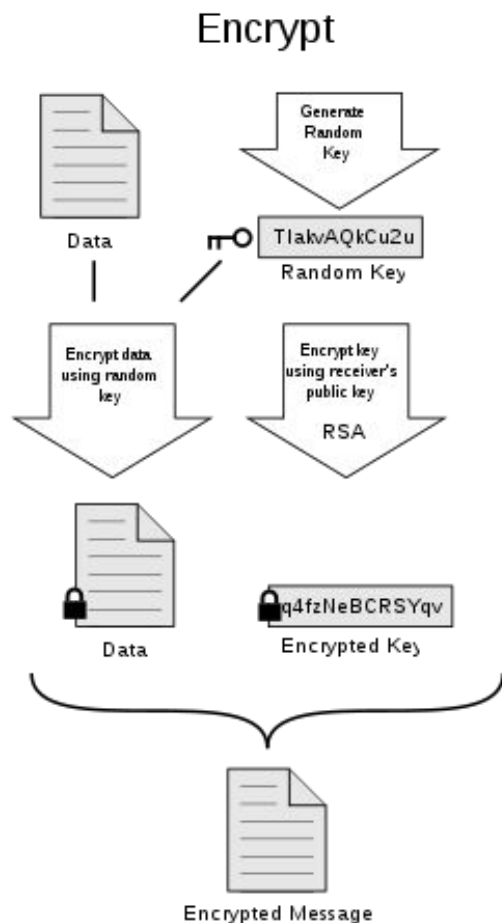 Encrypt
Generate
Random
Key
TIakvAQkCu2u
Data
Random Key
Encrypt data
using random
key
Encrypt key
using receiver's
public key
RSA
q4fzNeBCRSYqv
Data
Encrypted Key
Encrypted Message